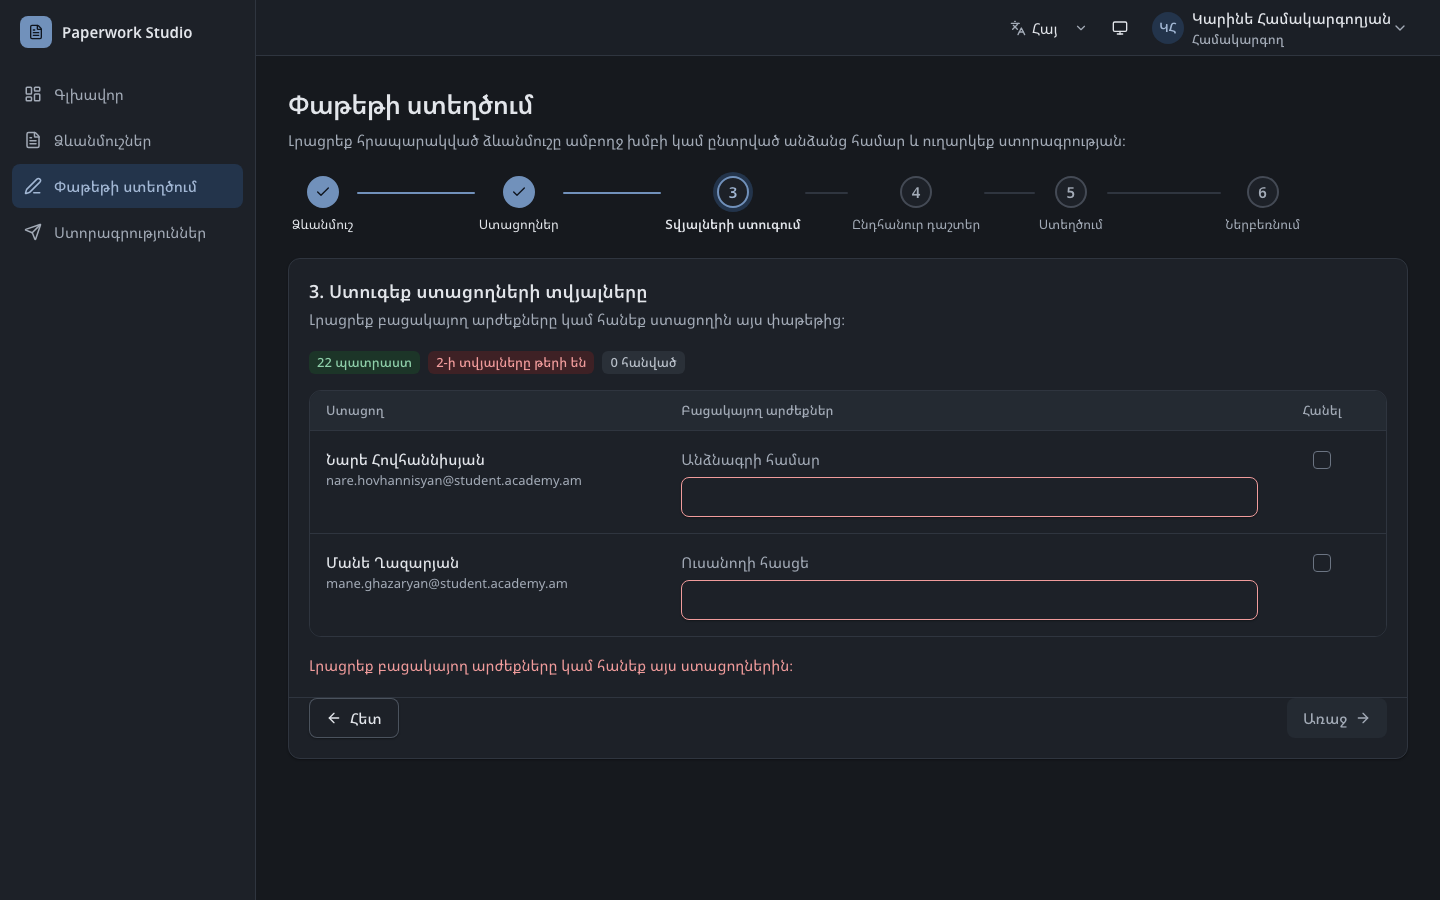 Paperwork Studio
Գլխավոր
Ձևանմուշներ
Փաթեթի ստեղծում
Ստորագրություններ
Հայ
ԿՀ
Կարինե Համակարգողյան
Համակարգող
Փաթեթի ստեղծում
Լրացրեք հրապարակված ձևանմուշը ամբողջ խմբի կամ ընտրված անձանց համար և ուղարկեք ստորագրության։
3
4
5
6
Ձևանմուշ
Ստացողներ
Տվյալների ստուգում
Ընդհանուր դաշտեր
Ստեղծում
Ներբեռնում
3. Ստուգեք ստացողների տվյալները
Լրացրեք բացակայող արժեքները կամ հանեք ստացողին այս փաթեթից։
22 պատրաստ
2-ի տվյալները թերի են
0 հանված
Ստացող
Բացակայող արժեքներ
Հանել
Նարե Հովհաննիսյան
nare.hovhannisyan@student.academy.am
Անձնագրի համար
Մանե Ղազարյան
mane.ghazaryan@student.academy.am
Ուսանողի հասցե
Լրացրեք բացակայող արժեքները կամ հանեք այս ստացողներին։
Հետ
Առաջ